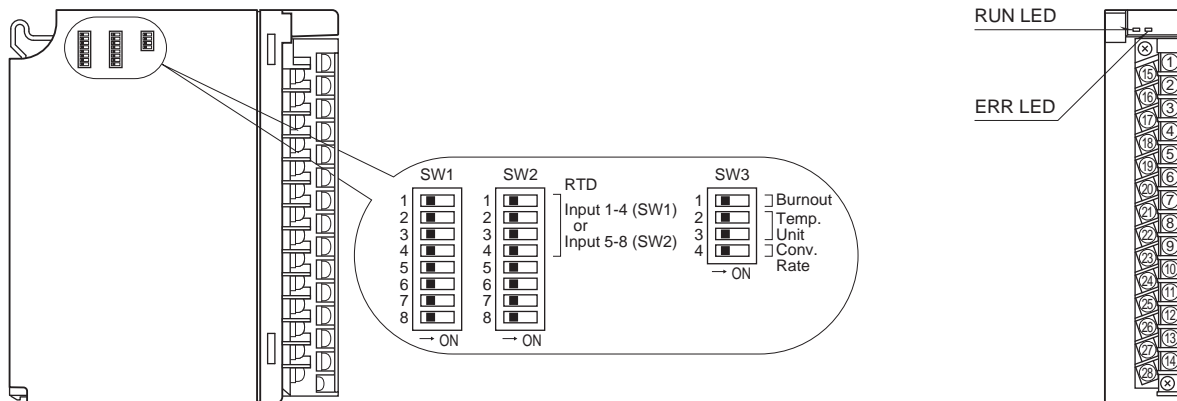 RUN LED
ERR LED
SW1
1
2
3
4
5
6
7
8
→ ON
SW2
1
2
3
4
5
6
7
8
→ ON
RTD
Input 1-4 (SW1)
or
Input 5-8 (SW2)
SW3
1
2
3
4
→ ON
Burnout
Temp.
Unit
Conv.
Rate
15
16
17
18
19
20
21
22
23
24
25
26
27
28
1
2
3
4
5
6
7
8
9
10
11
12
13
14